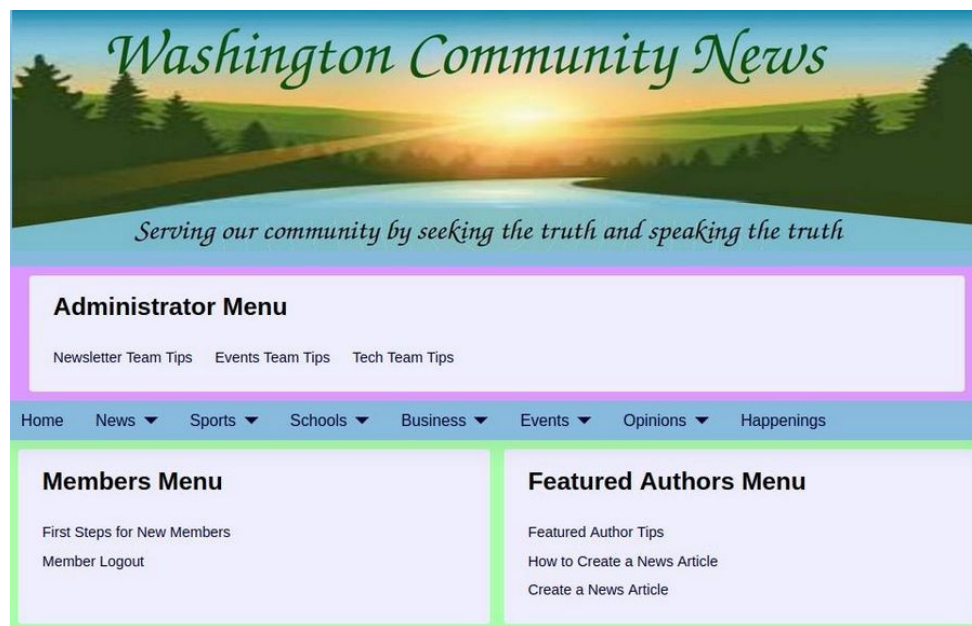 Washington Community News
Serving our community by seeking the truth and speaking the truth
Administrator Menu
Newsletter Team Tips Events Team Tips Tech Team Tips
Home News Sports Schools Business Events Opinions Happenings
Members Menu
First Steps for New Members
Member Logout
Featured Authors Menu
Featured Author Tips
How to Create a News Article
Create a News Article